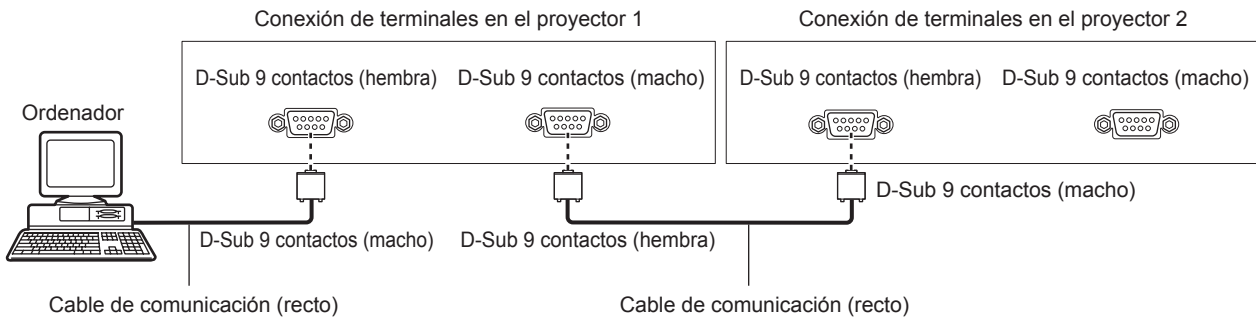 Conexión de terminales en el proyector 1
Conexión de terminales en el proyector 2
D-Sub 9 contactos (hembra)
D-Sub 9 contactos (macho)
D-Sub 9 contactos (hembra)
D-Sub 9 contactos (macho)
Ordenador
D-Sub 9 contactos (macho)
D-Sub 9 contactos (macho)
D-Sub 9 contactos (hembra)
Cable de comunicación (recto)
Cable de comunicación (recto)